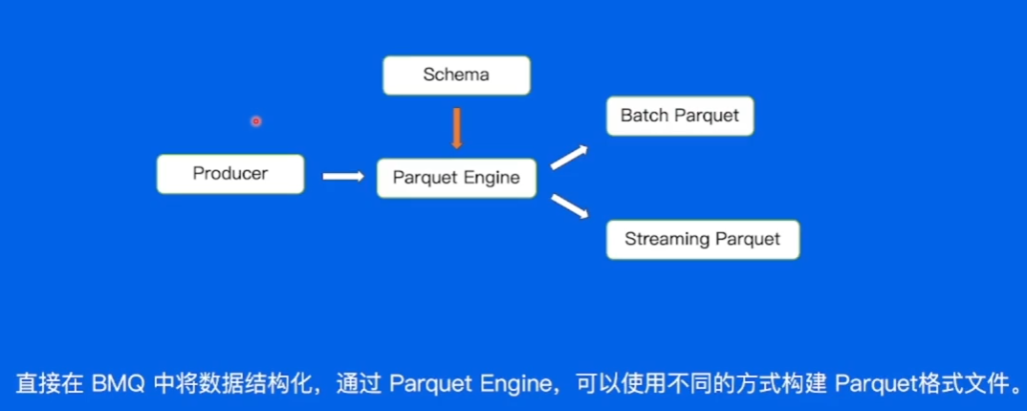 Schema
Batch Parquet
Producer
Parquet Engine
Streaming Parquet
直接在 BMQ 中将数据结构化，通过 Parquet Engine，可以使用不同的方式构建 Parquet格式文件。